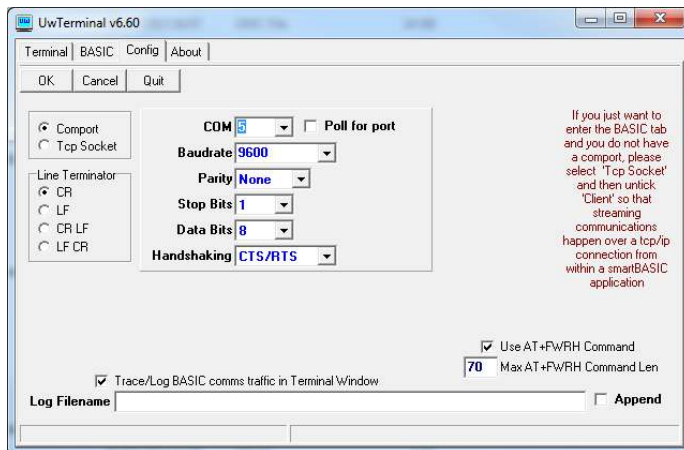 UwTerminal v6.60
Terminal BASIC Config About
OK Cancel Quit
Comport
Tcp Socket
Line Terminator
CR
LF
CR LF
LF CR
COM 5 Poll for port
Baudrate 9600
Parity None
Stop Bits 1
Data Bits 8
Handshaking CTS/RTS
If you just want to
enter the BASIC tab
and you do not have
a comport, please
select 'Tcp Socket'
and then untick
'Client' so that
streaming
communications
happen over a tcp/ip
connection from
within a smartBASIC
application
Use AT+FWRH Command
70 Max AT+FWRH Command Len
Trace/Log BASIC comms traffic in Terminal Window
Log Filename Append